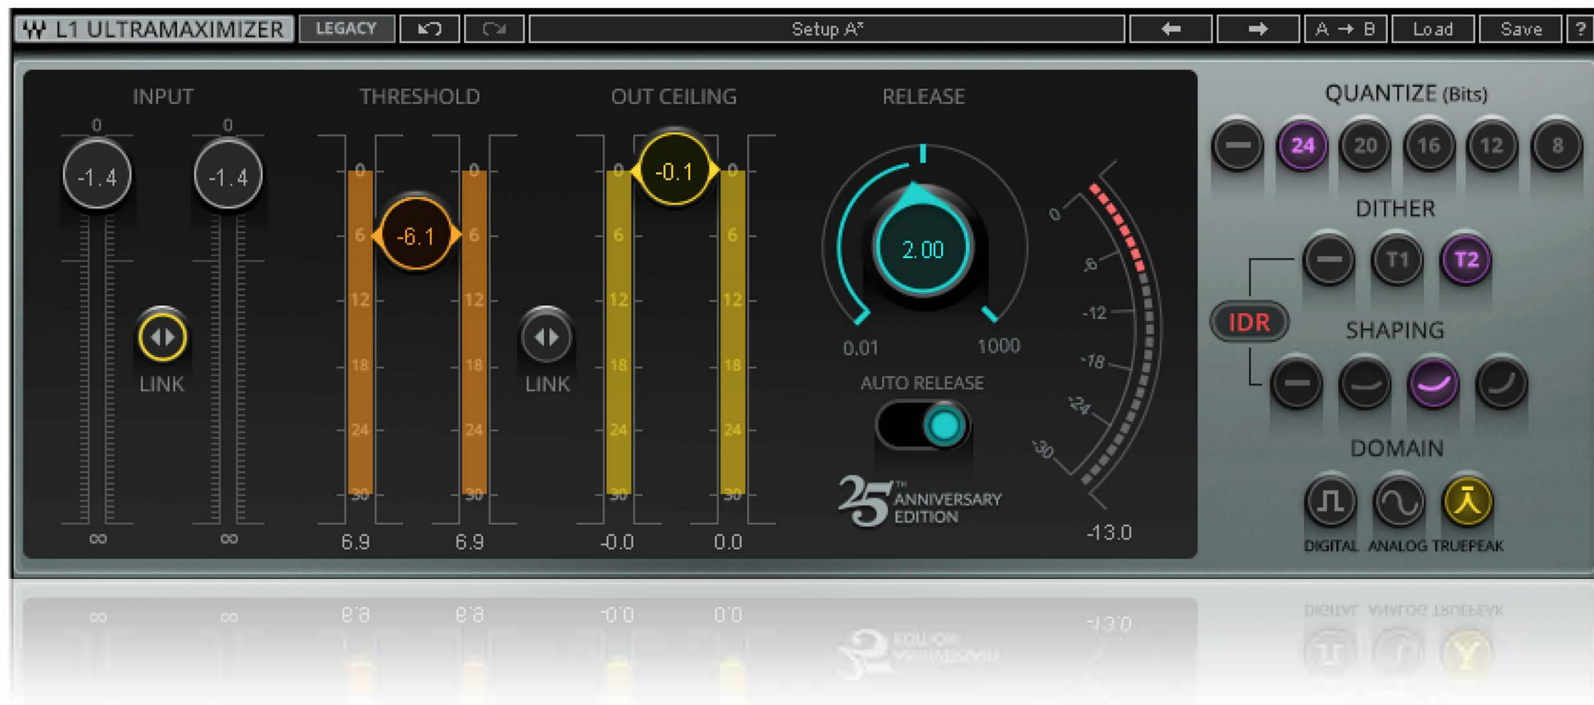 L1 ULTRAMAXIMIZER LEGACY Setup A* A → B Load Save ?
INPUT THRESHOLD OUT CEILING RELEASE
QUANTIZE (Bits)
24 20 16 12 8
DITHER
T1 T2
IDR
SHAPING
DOMAIN
DIGITAL ANALOG TRUEPEAK
0 0
-1.4 -1.4
LINK
∞ ∞
0 0
-6.1
6 6
12 12
18 18
24 24
30 30
6.9 6.9
LINK
-0.1
0 0
6 6
12 12
18 18
24 24
30 30
-0.0 0.0
2.00
0.01 1000
AUTO RELEASE
25TH ANNIVERSARY
EDITION
0
-6
-12
-18
-24
-30
-13.0